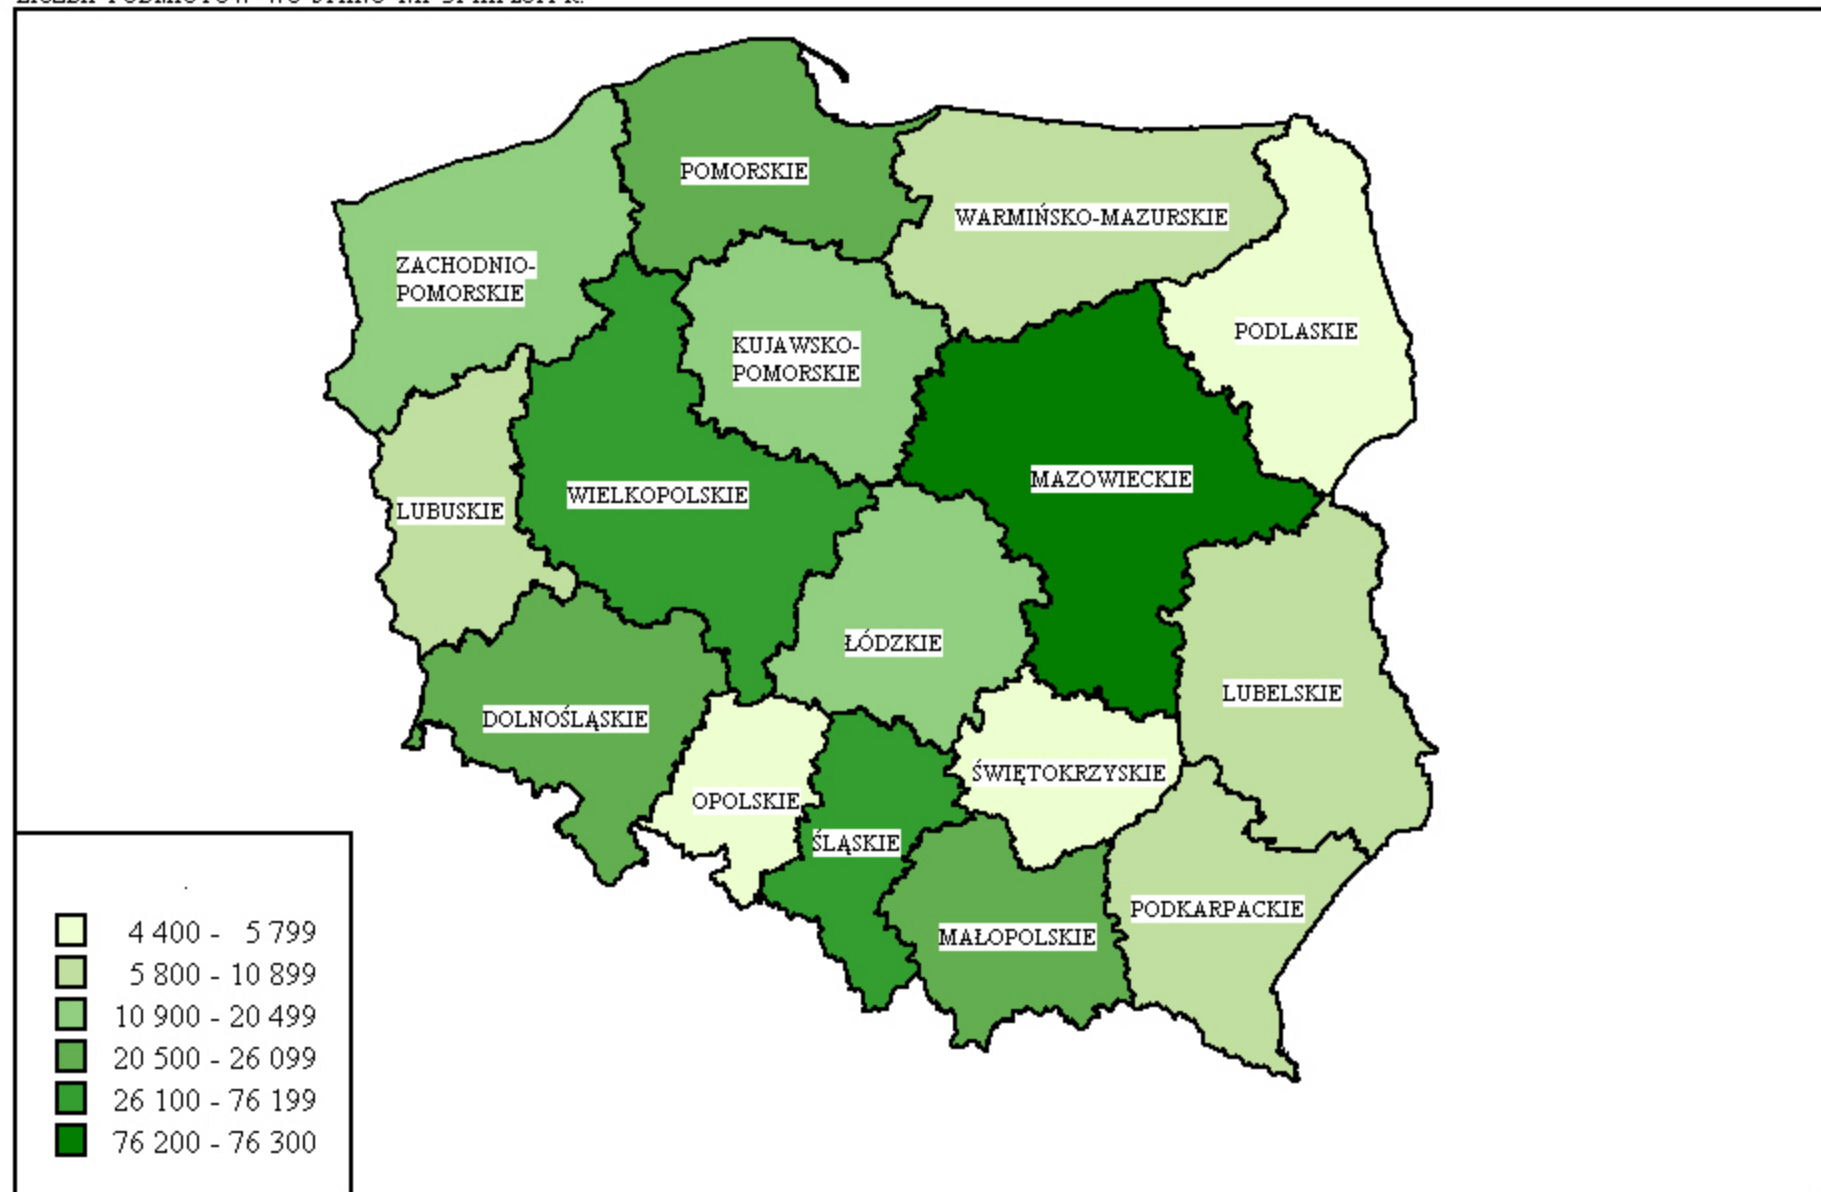 POMORSKIE
WARMIŃSKO-MAZURSKIE
ZACHODNIO-
POMORSKIE
PODLASKIE
KUJAWSKO-
POMORSKIE
MAZOWIECKIE
WIELKOPOLSKIE
LUBUSKIE
ŁÓDZKIE
LUBELSKIE
DOLNOŚLĄSKIE
ŚWIĘTOKRZYSKIE
OPOLSKIE
ŚLĄSKIE
PODKARPACKIE
MAŁOPOLSKIE
4 400 - 5 799
5 800 - 10 899
10 900 - 20 499
20 500 - 26 099
26 100 - 76 199
76 200 - 76 300